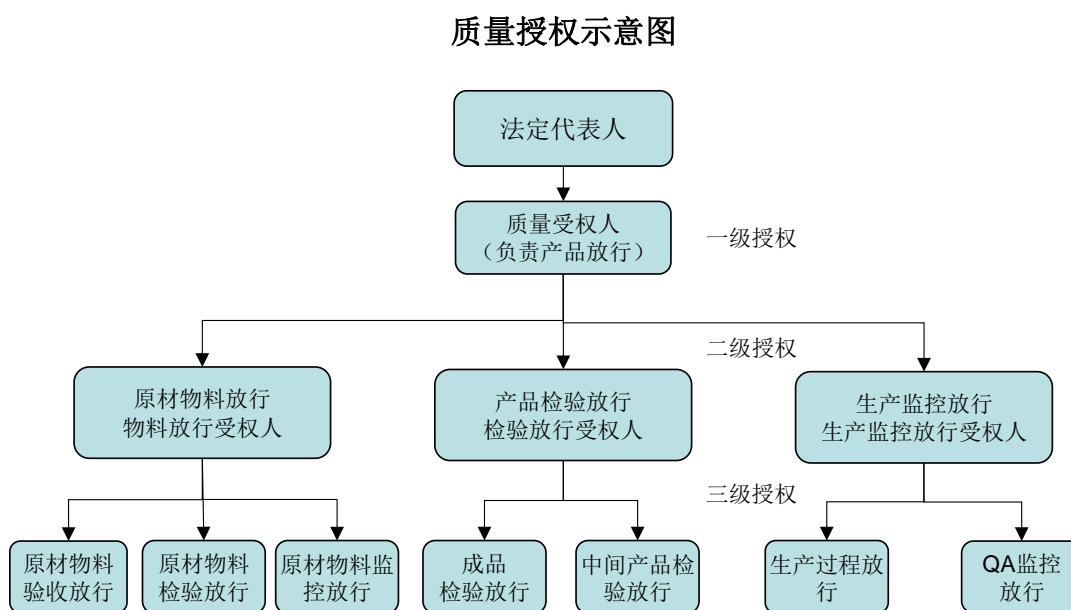 质量授权示意图
法定代表人
质量受权人
（负责产品放行）
一级授权
二级授权
原材物料放行
物料放行受权人
产品检验放行
检验放行受权人
生产监控放行
生产监控放行受权人
三级授权
原材物料
验收放行
原材物料
检验放行
原材物料监
控放行
成品
检验放行
中间产品检
验放行
生产过程放
行
QA监控
放行